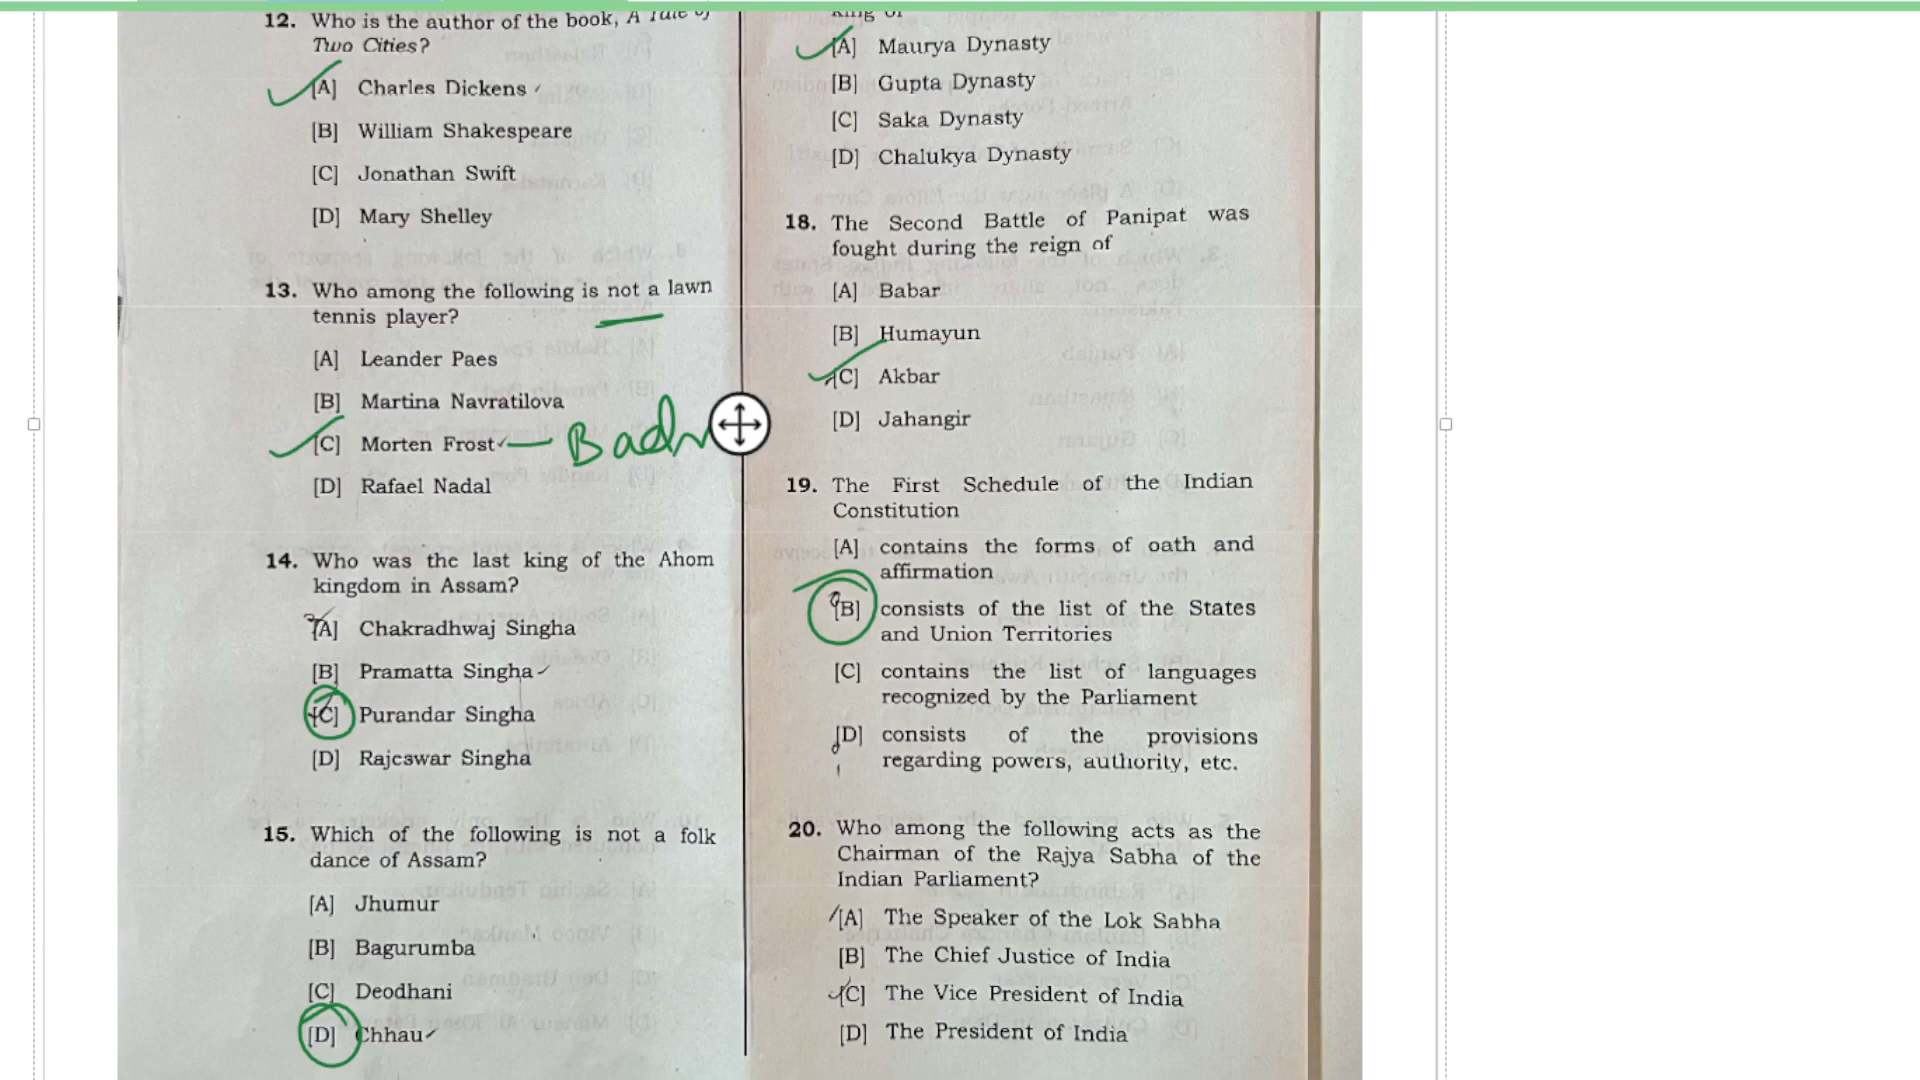 12. Who is the author of the book, A Tale of
Two Cities?
[A] Charles Dickens
[B] William Shakespeare
[C] Jonathan Swift
[D] Mary Shelley
13. Who among the following is not a lawn
tennis player?
[A] Leander Paes
[B] Martina Navratilova
[C] Morten Frost — Bad
[D] Rafael Nadal
14. Who was the last king of the Ahom
kingdom in Assam?
[A] Chakradhwaj Singha
[B] Pramatta Singha
[C] Purandar Singha
[D] Rajeswar Singha
15. Which of the following is not a folk
dance of Assam?
[A] Jhumur
[B] Bagurumba
[C] Deodhani
[D] Chhau
king of
[A] Maurya Dynasty
[B] Gupta Dynasty
[C] Saka Dynasty
[D] Chalukya Dynasty
18. The Second Battle of Panipat was
fought during the reign of
[A] Babar
[B] Humayun
[C] Akbar
[D] Jahangir
19. The First Schedule of the Indian
Constitution
[A] contains the forms of oath and
affirmation
[B] consists of the list of the States
and Union Territories
[C] contains the list of languages
recognized by the Parliament
[D] consists of the provisions
regarding powers, authority, etc.
20. Who among the following acts as the
Chairman of the Rajya Sabha of the
Indian Parliament?
[A] The Speaker of the Lok Sabha
[B] The Chief Justice of India
[C] The Vice President of India
[D] The President of India